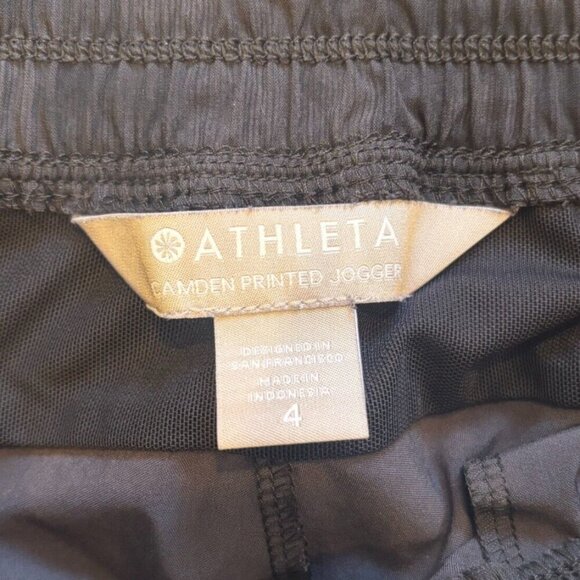 ATHLETA
CAMDEN PRINTED JOGGER
DESIGNED IN
SAN FRANCISCO
MADE IN
INDONESIA
4